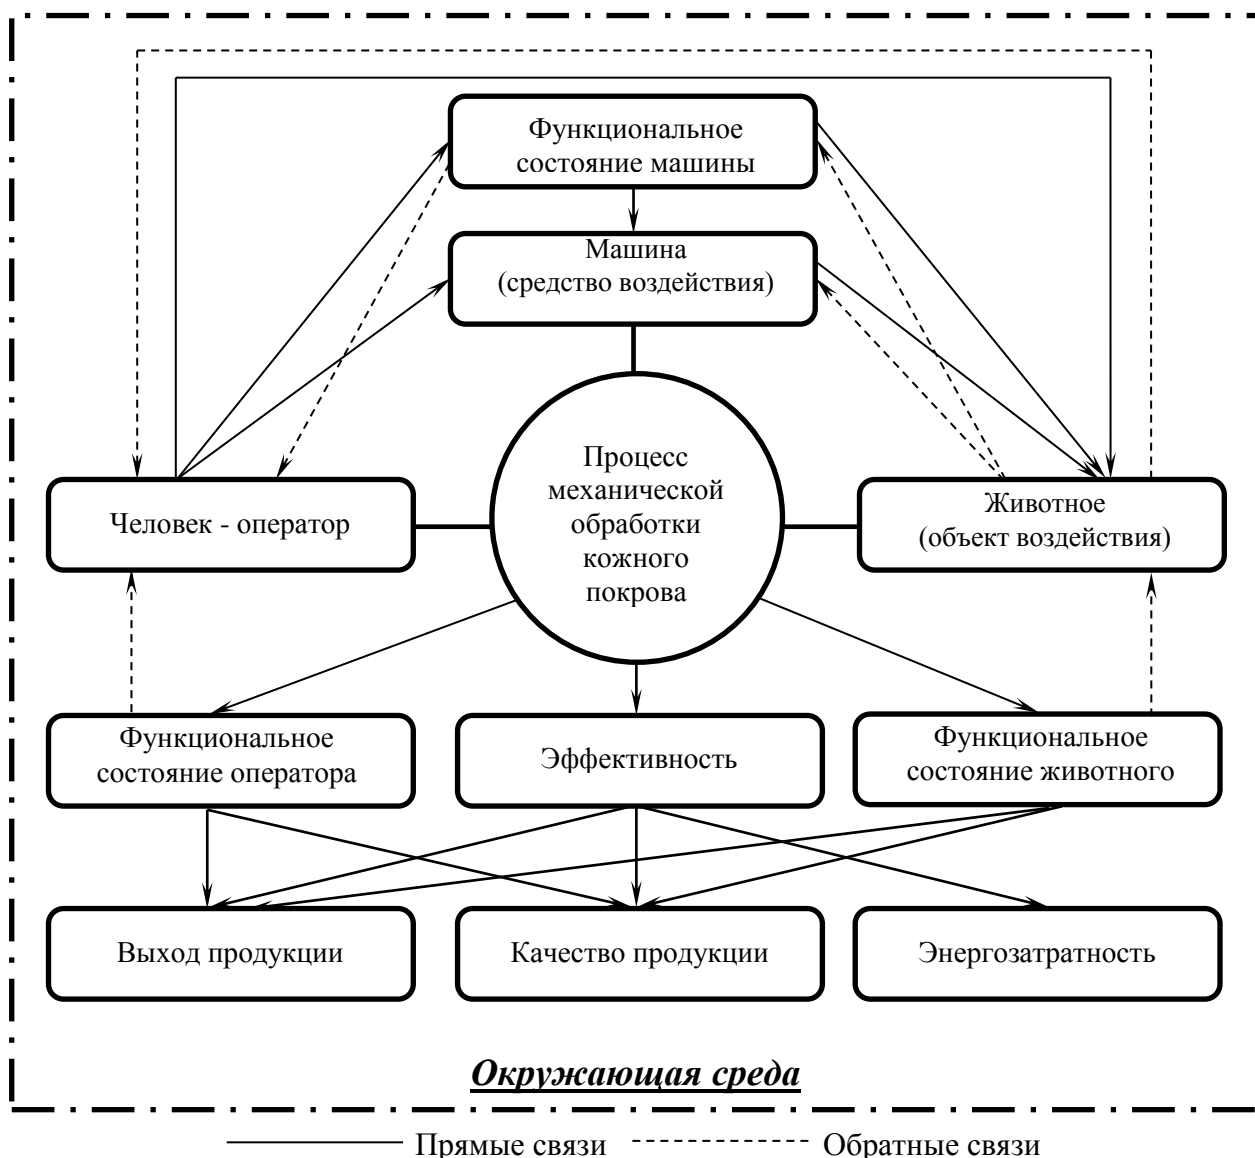 Функциональное
состояние машины
Машина
(средство воздействия)
Процесс
механической
обработки
кожного
покрова
Человек - оператор
Животное
(объект воздействия)
Функциональное
состояние оператора
Эффективность
Функциональное
состояние животного
Выход продукции
Качество продукции
Энергозатратность
Окружающая среда
Прямые связи
Обратные связи